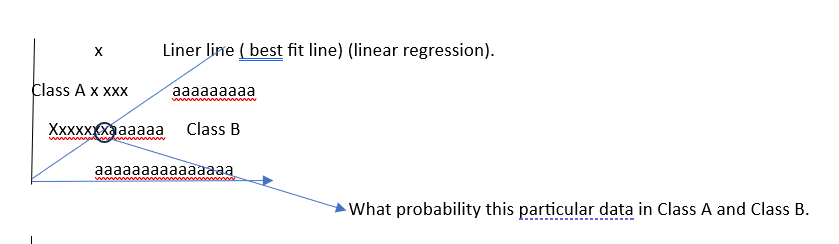 x Liner line ( best fit line) (linear regression).
Class A x xxx aaaaaaaaa
Xxxxxxxaaaaaa Class B
aaaaaaaaaaaaaaa
What probability this particular data in Class A and Class B.